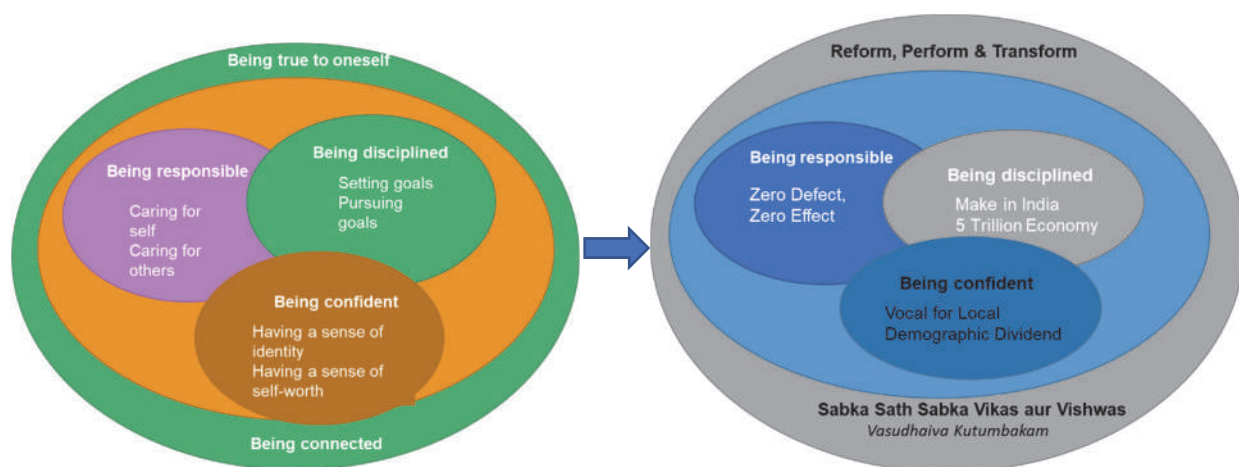 Being true to oneself
Being responsible
Caring for
self
Caring for
others
Being disciplined
Setting goals
Pursuing
goals
Being confident
Having a sense of
identity
Having a sense of
self-worth
Being connected
Reform, Perform & Transform
Being responsible
Zero Defect,
Zero Effect
Being disciplined
Make in India
5 Trillion Economy
Being confident
Vocal for Local
Demographic Dividend
Sabka Sath Sabka Vikas aur Vishwas
Vasudhaiva Kutumbakam